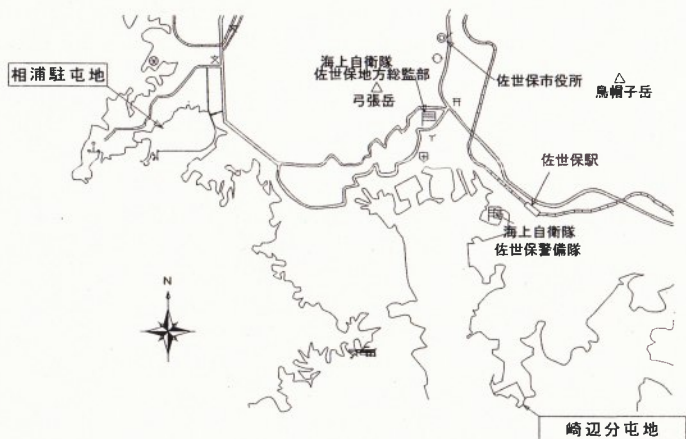 相浦駐屯地
海上自衛隊
佐世保地方総監部
弓張岳
佐世保市役所
烏帽子岳
佐世保駅
海上自衛隊
佐世保警備隊
N
崎辺分屯地